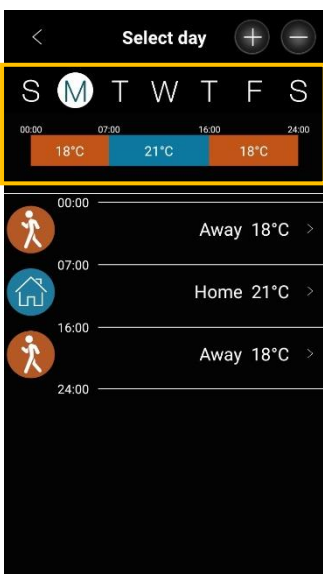 Select day
S M T W T F S
00:00 07:00 16:00 24:00
18°C 21°C 18°C
00:00
Away 18°C
07:00
Home 21°C
16:00
Away 18°C
24:00